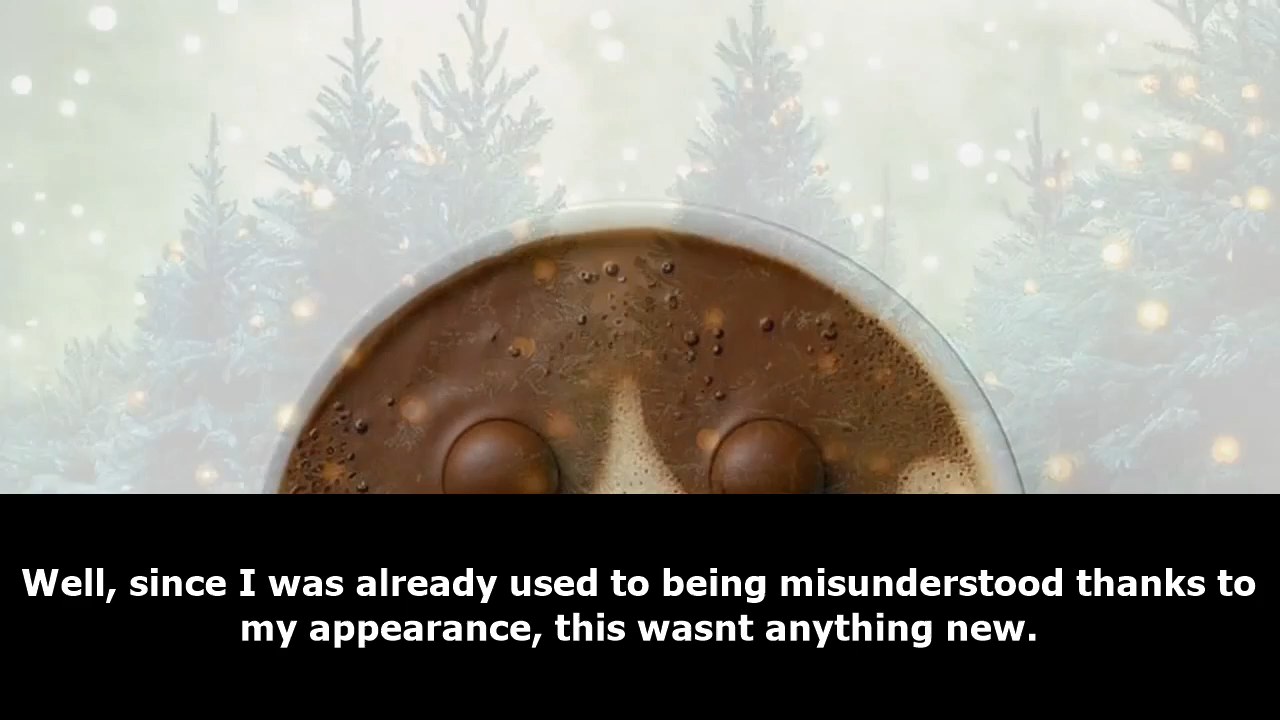 Well, since I was already used to being misunderstood thanks to
my appearance, this wasnt anything new.